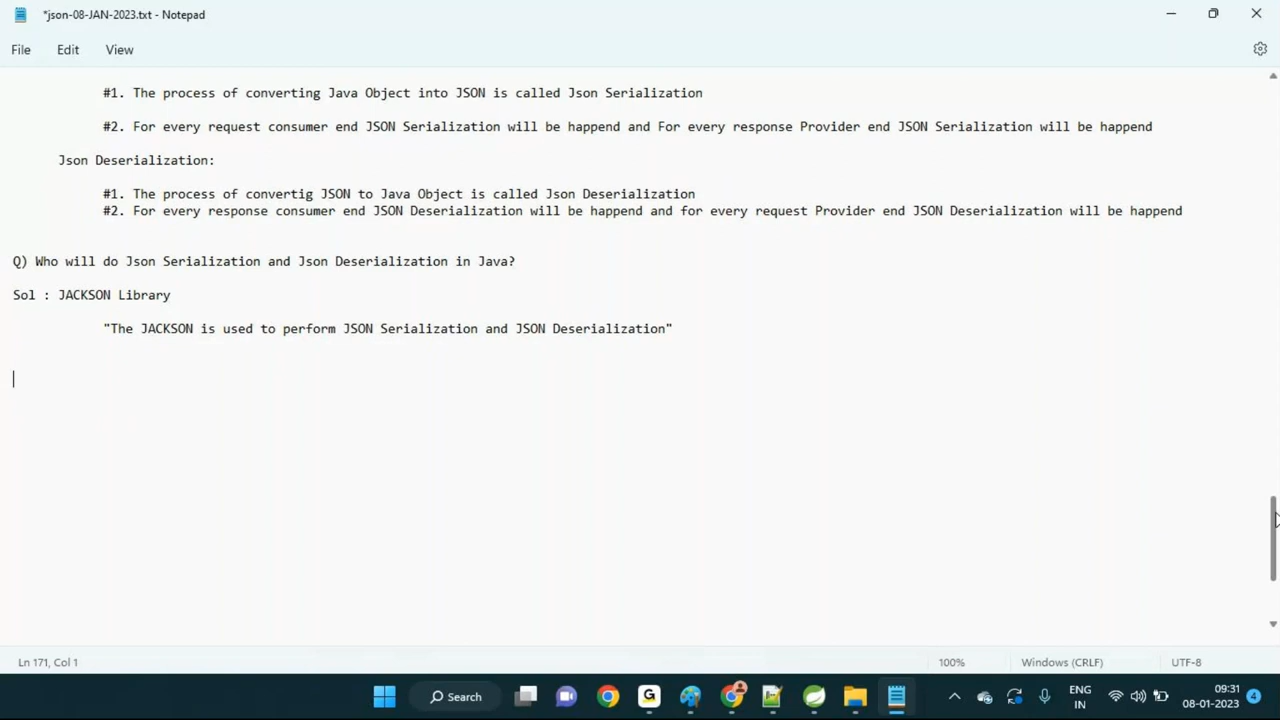 *json-08-JAN-2023.txt - Notepad
File Edit View
#1. The process of converting Java Object into JSON is called Json Serialization
#2. For every request consumer end JSON Serialization will be happend and For every response Provider end JSON Serialization will be happend
Json Deserialization:
#1. The process of convertig JSON to Java Object is called Json Deserialization
#2. For every response consumer end JSON Deserialization will be happend and for every request Provider end JSON Deserialization will be happend
Q) Who will do Json Serialization and Json Deserialization in Java?
Sol : JACKSON Library
"The JACKSON is used to perform JSON Serialization and JSON Deserialization"
Ln 171, Col 1 100% Windows (CRLF) UTF-8
Search G ENG 09:31
IN 08-01-2023 4